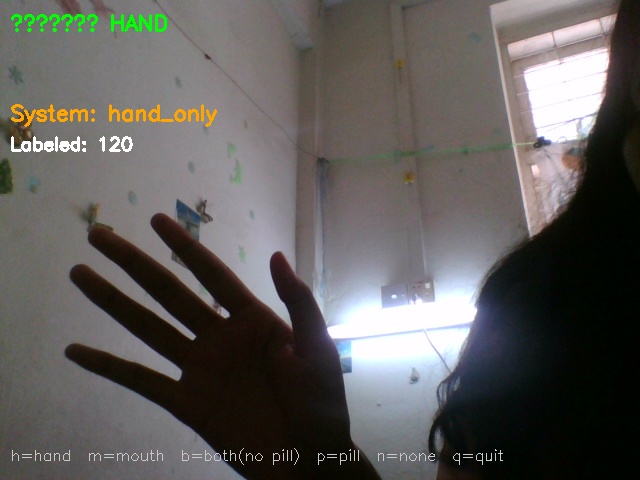 ??????? HAND
System: hand_only
Labeled: 120
h=hand m=mouth b=both(no pill) p=pill n=none q=quit